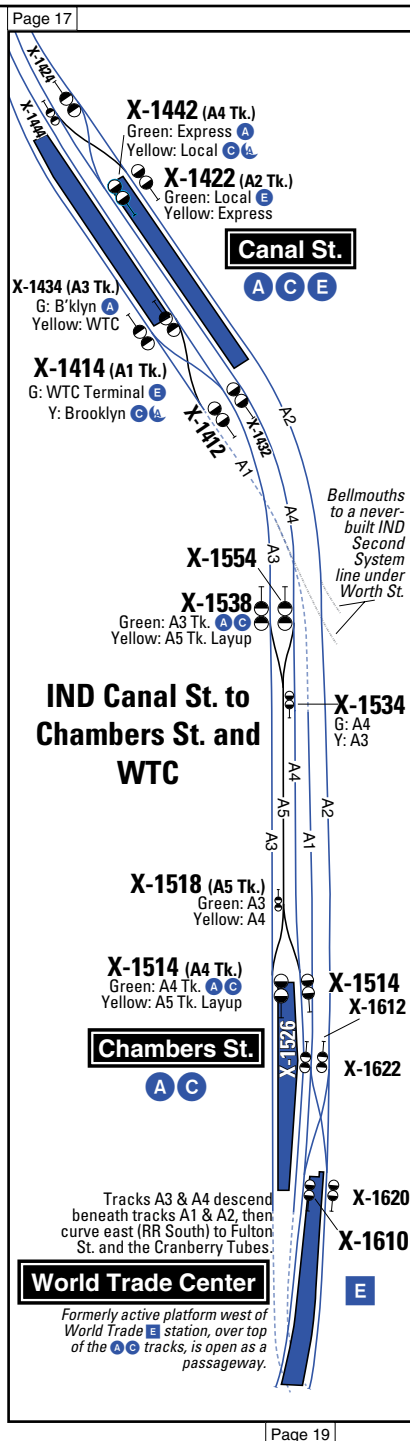 Page 17
X-1424
X-1444
X-1442 (A4 Tk.)
Green: Express A
Yellow: Local C A
X-1422 (A2 Tk.)
Green: Local E
Yellow: Express
Canal St.
A C E
X-1434 (A3 Tk.)
G: B'klyn A
Yellow: WTC
X-1414 (A1 Tk.)
G: WTC Terminal E
Y: Brooklyn C A
X-1412
X-1432
A2
A1
A4
A3
Bellmouths
to a never-
built IND
Second
System
line under
Worth St.
X-1554
X-1538
Green: A3 Tk. A C
Yellow: A5 Tk. Layup
IND Canal St. to
Chambers St. and
WTC
X-1534
G: A4
Y: A3
A4
A5
A2
A3
A1
X-1518 (A5 Tk.)
Green: A3
Yellow: A4
X-1514 (A4 Tk.)
Green: A4 Tk. A C
Yellow: A5 Tk. Layup
X-1514
X-1612
X-1526
Chambers St.
X-1622
A C
Tracks A3 & A4 descend
beneath tracks A1 & A2, then
curve east (RR South) to Fulton
St. and the Cranberry Tubes.
X-1620
X-1610
World Trade Center
E
Formerly active platform west of
World Trade E station, over top
of the A C tracks, is open as a
passageway.
Page 19